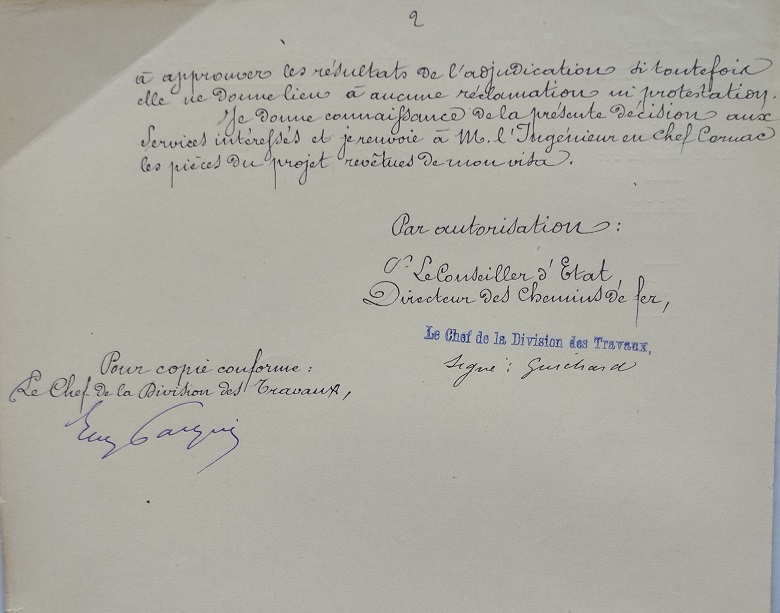 2
à approuver les résultats de l'adjudication si toutefois
elle ne donne lieu à aucune réclamation ni protestation.
Je donne connaissance de la présente décision aux
Services intéressés et je renvoie à M. l'Ingénieur en Chef Cornac
les pièces du projet revêtues de mon visa.
Par autorisation :
Pr Le Conseiller d'Etat,
Directeur des Chemins de fer,
Le Chef de la Division des Travaux,
Signé : Guichard
Pour copie conforme :
Le Chef de la Division des Travaux,